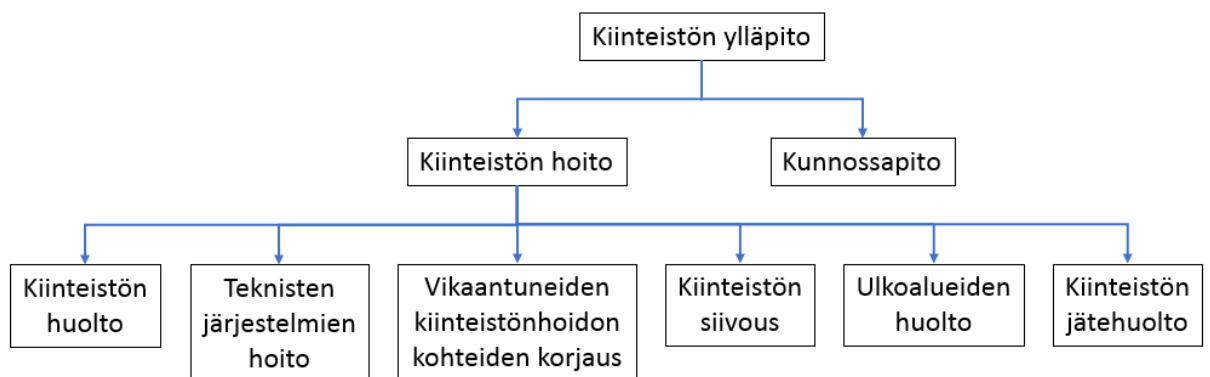 Kiinteistön ylläpito
Kiinteistön hoito
Kunnossapito
Kiinteistön
huolto
Teknisten
järjestelmien
hoito
Vikaantuneiden
kiinteistönhoidon
kohteiden korjaus
Kiinteistön
siivous
Ulkoalueiden
huolto
Kiinteistön
jätehuolto